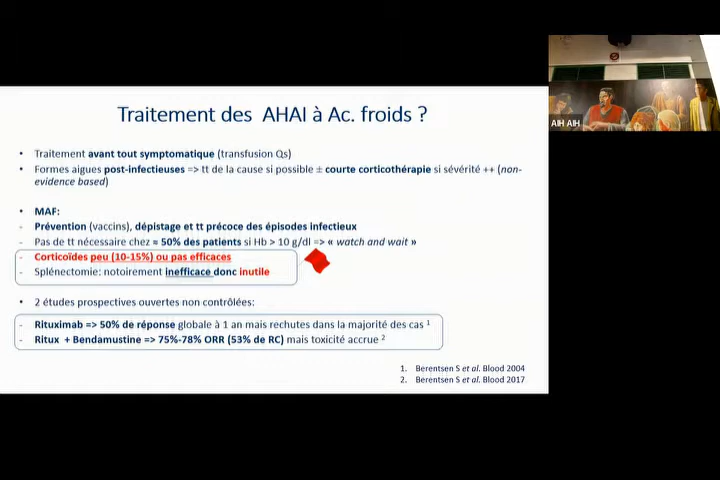 Traitement des AHAI à Ac. froids ?
• Traitement avant tout symptomatique (transfusion Qs)
• Formes aigues post-infectieuses => tt de la cause si possible ± courte corticothérapie si sévérité ++ (non-
evidence based)
• MAF:
- Prévention (vaccins), dépistage et tt précoce des épisodes infectieux
- Pas de tt nécessaire chez ≈ 50% des patients si Hb > 10 g/dl => « watch and wait »
- Corticoïdes peu (10-15%) ou pas efficaces
- Splénectomie: notoirement inefficace donc inutile
• 2 études prospectives ouvertes non contrôlées:
- Rituximab => 50% de réponse globale à 1 an mais rechutes dans la majorité des cas 1
- Ritux + Bendamustine => 75%-78% ORR (53% de RC) mais toxicité accrue 2
1. Berentsen S et al. Blood 2004
2. Berentsen S et al. Blood 2017
AIH AIH